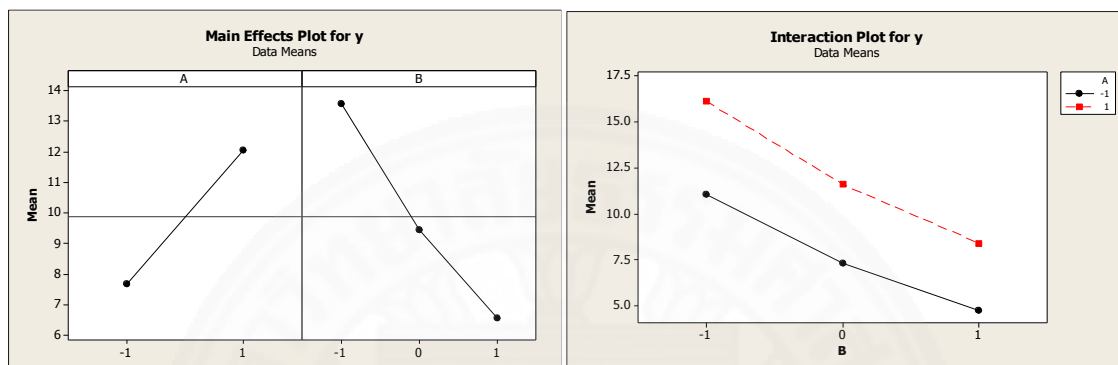 Main Effects Plot for y
Data Means
A B
Mean
14
13
12
11
10
9
8
7
6
-1 1 -1 0 1
Interaction Plot for y
Data Means
Mean
17.5
15.0
12.5
10.0
7.5
5.0
-1 0 1
B
A
-1
1